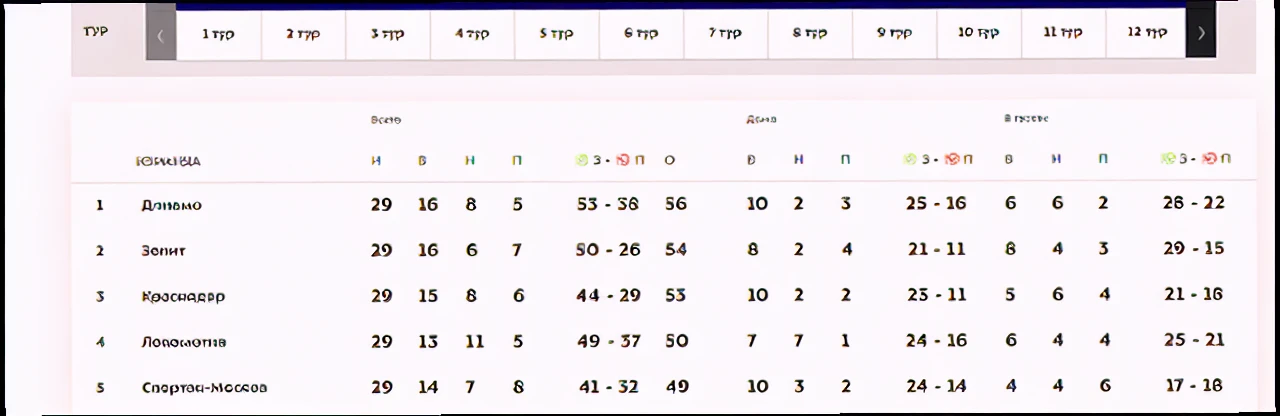 ТУР 1 тур 2 тур 3 тур 4 тур 5 тур 6 тур 7 тур 8 тур 9 тур 10 тур 11 тур 12 тур
Всего Дома В гостях
КОМАНДА И В Н П З - П О В Н П З - П В Н П З - П
1 Динамо 29 16 8 5 53 - 38 56 10 2 3 25 - 16 6 6 2 28 - 22
2 Зенит 29 16 6 7 50 - 26 54 8 2 4 21 - 11 8 4 3 29 - 15
3 Краснодар 29 15 8 6 44 - 29 53 10 2 2 23 - 11 5 6 4 21 - 18
4 Локомотив 29 13 11 5 49 - 37 50 7 7 1 24 - 16 6 4 4 25 - 21
5 Спартак-Москва 29 14 7 8 41 - 32 49 10 3 2 24 - 14 4 4 6 17 - 18